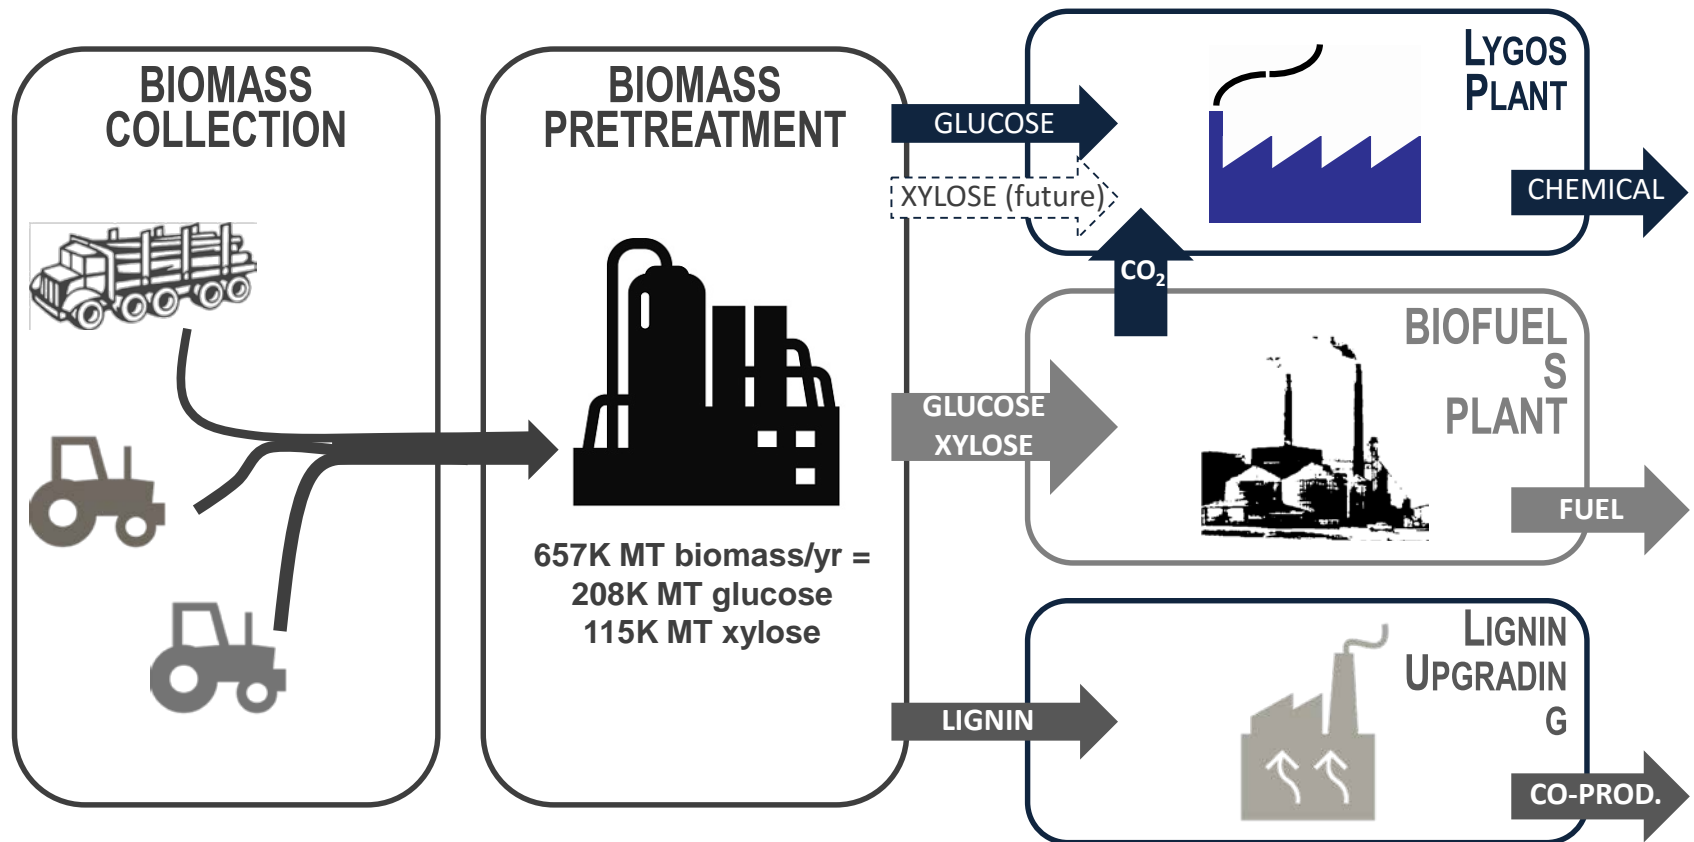 BIOMASS
COLLECTION
BIOMASS
PRETREATMENT
657K MT biomass/yr =
208K MT glucose
115K MT xylose
GLUCOSE
XYLOSE (future)
CO₂
LYGOS
PLANT
CHEMICAL
GLUCOSE
XYLOSE
BIOFUEL
S
PLANT
FUEL
LIGNIN
LIGNIN
UPGRADIN
G
CO-PROD.